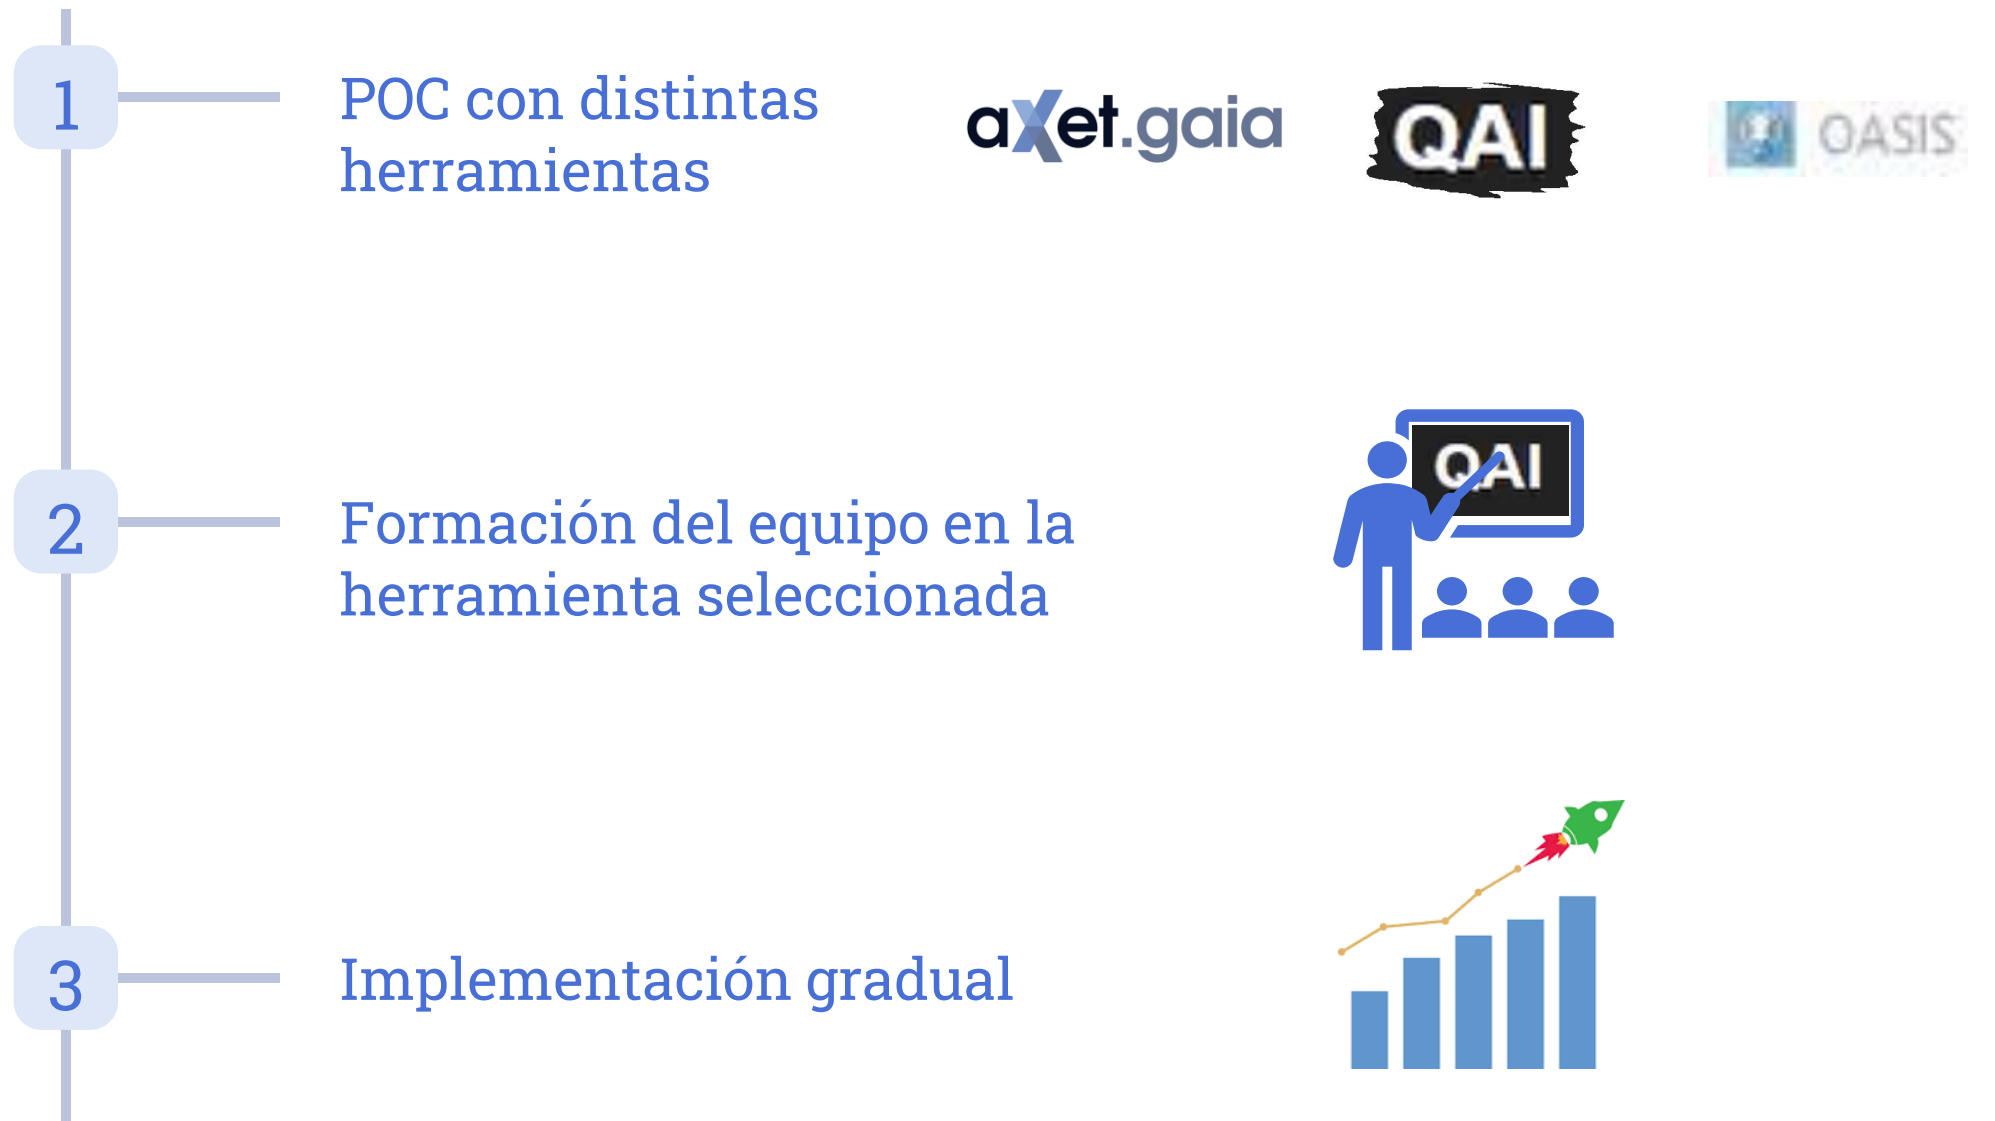 1
POC con distintas
herramientas
aXet.gaia
QAI
OASIS
QAI
2
Formación del equipo en la
herramienta seleccionada
3
Implementación gradual